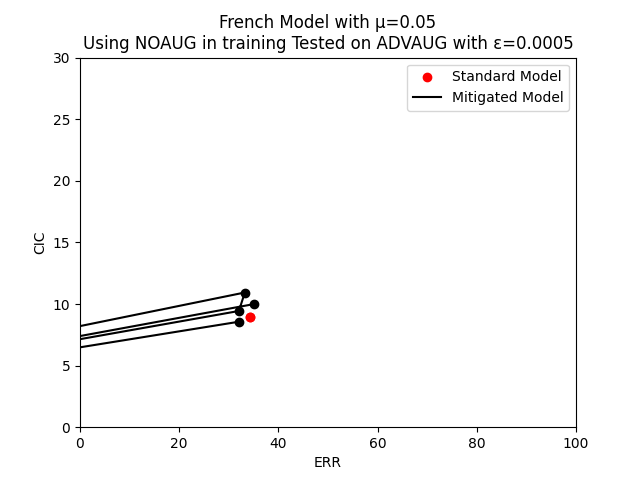 French Model with μ=0.05
Using NOAUG in training Tested on ADVAUG with ε=0.0005
Standard Model
Mitigated Model
30
25
20
15
10
5
0
CIC
0 20 40 60 80 100
ERR